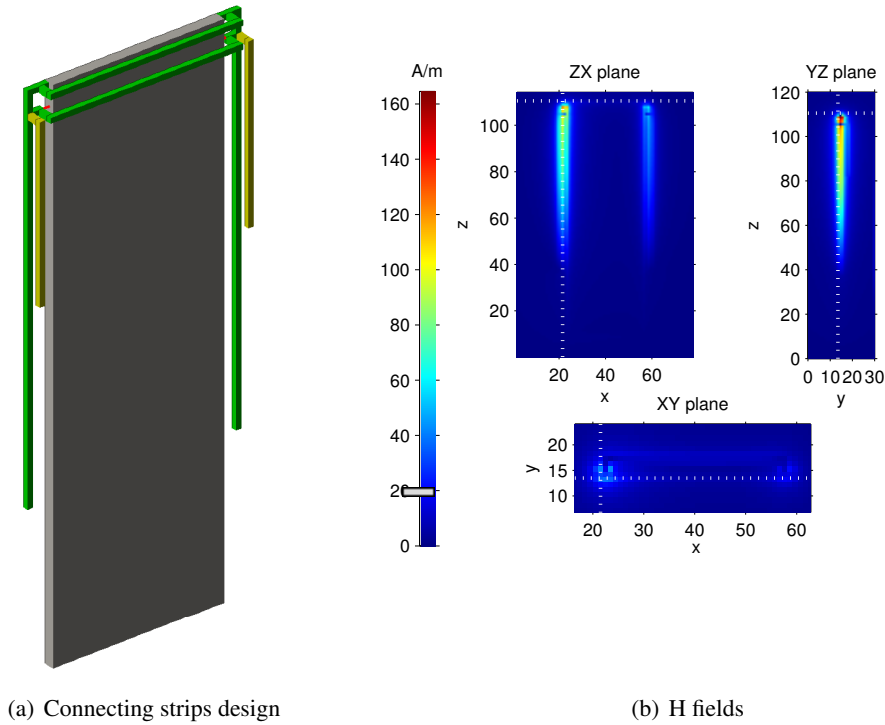 A/m
160
140
120
100
80
60
40
20
0
ZX plane
100
80
60
40
20
z
20 40 60
x
YZ plane
120
100
80
60
40
20
0
z
0 10 20 30
y
XY plane
20
15
10
y
20 30 40 50 60
x
(a) Connecting strips design
(b) H fields